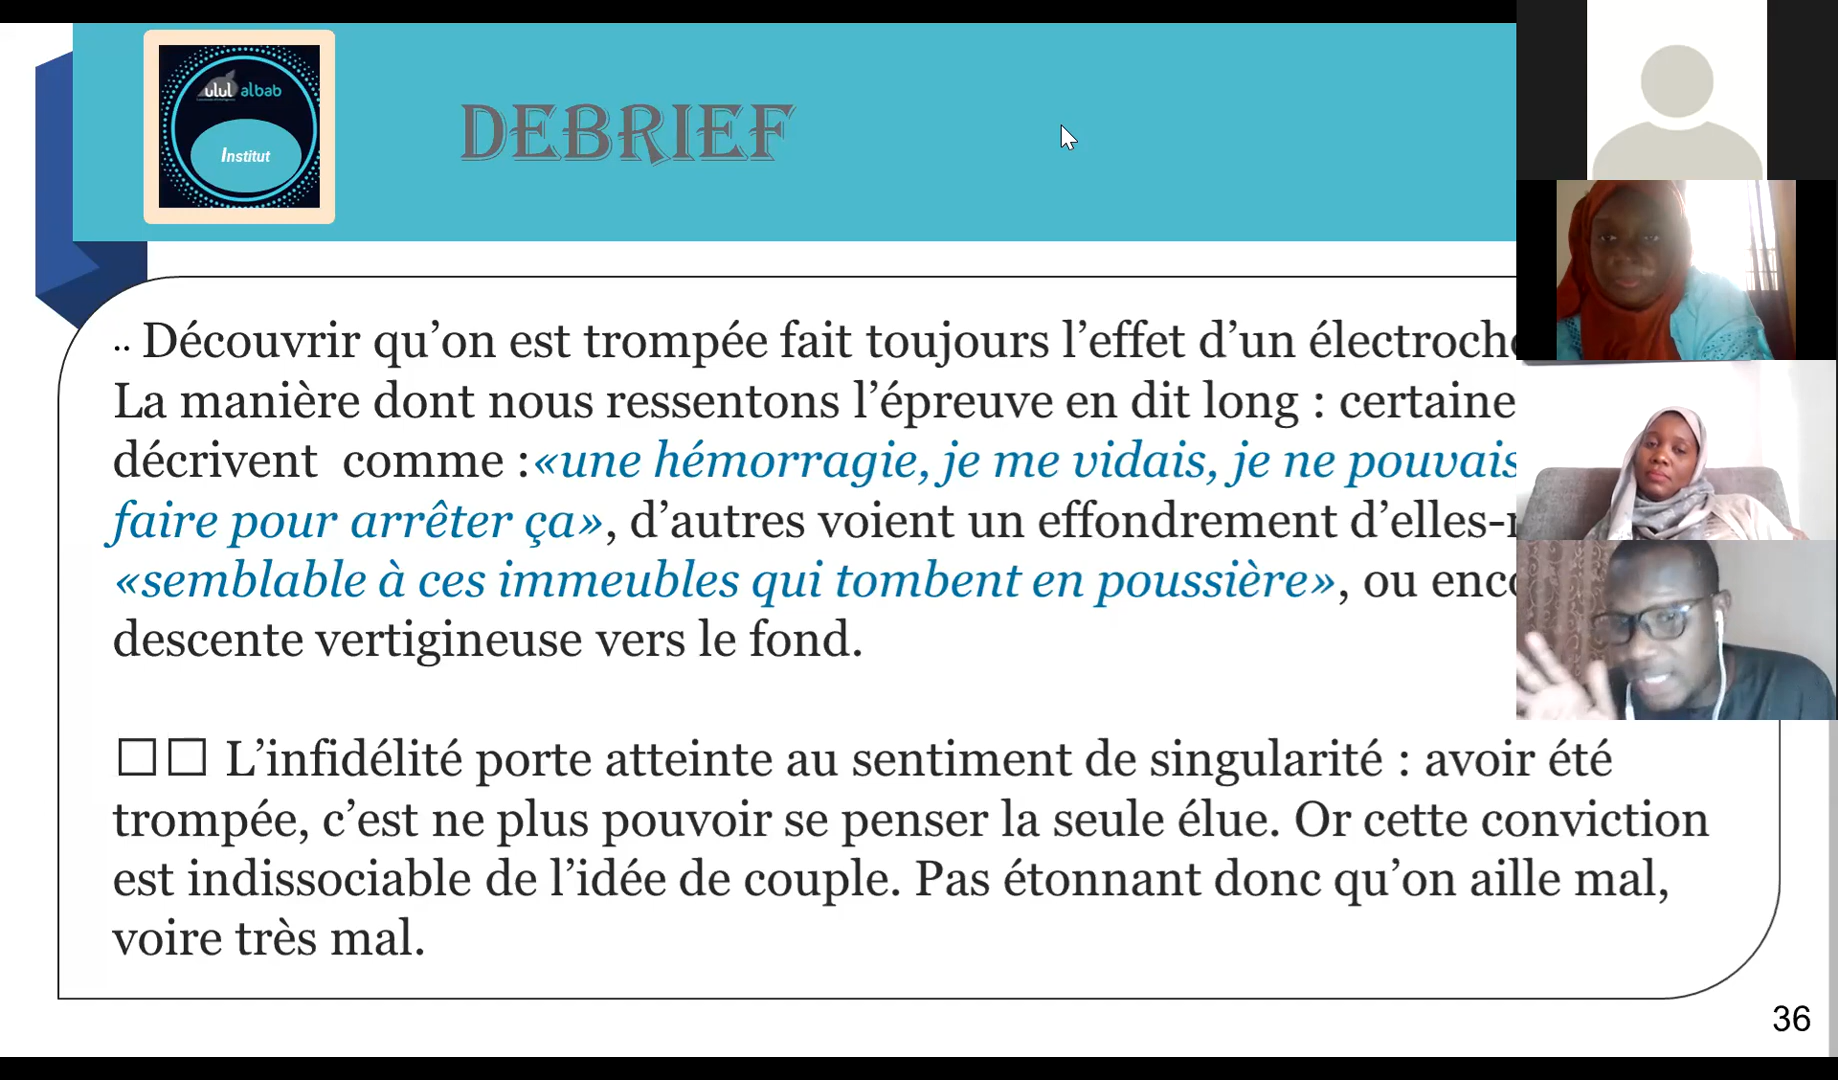 ulul albab
Institut
DEBRIEF
.. Découvrir qu’on est trompée fait toujours l’effet d’un
La manière dont nous ressentons l’épreuve en dit long :
décrivent comme :«une hémorragie, je me vidais, je ne pouvais
faire pour arrêter ça», d’autres voient un effondrement
«semblable à ces immeubles qui tombent en poussière», ou
descente vertigineuse vers le fond.
☐☐ L’infidélité porte atteinte au sentiment de singularité : avoir été
trompée, c’est ne plus pouvoir se penser la seule élue. Or cette conviction
est indissociable de l’idée de couple. Pas étonnant donc qu’on aille mal,
voire très mal.
36